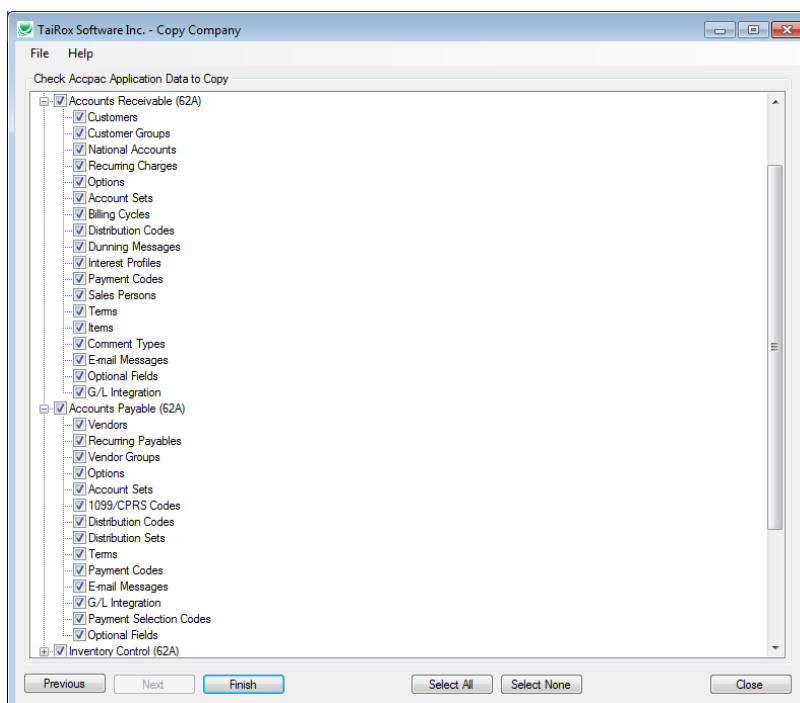 TaiRox Software Inc. - Copy Company
File Help
Check Accpac Application Data to Copy
Accounts Receivable (62A)
Customers
Customer Groups
National Accounts
Recurring Charges
Options
Account Sets
Billing Cycles
Distribution Codes
Dunning Messages
Interest Profiles
Payment Codes
Sales Persons
Terms
Items
Comment Types
E-mail Messages
Optional Fields
G/L Integration
Accounts Payable (62A)
Vendors
Recurring Payables
Vendor Groups
Options
Account Sets
1099/CPRS Codes
Distribution Codes
Distribution Sets
Terms
Payment Codes
E-mail Messages
G/L Integration
Payment Selection Codes
Optional Fields
Inventory Control (62A)
Previous Next Finish Select All Select None Close